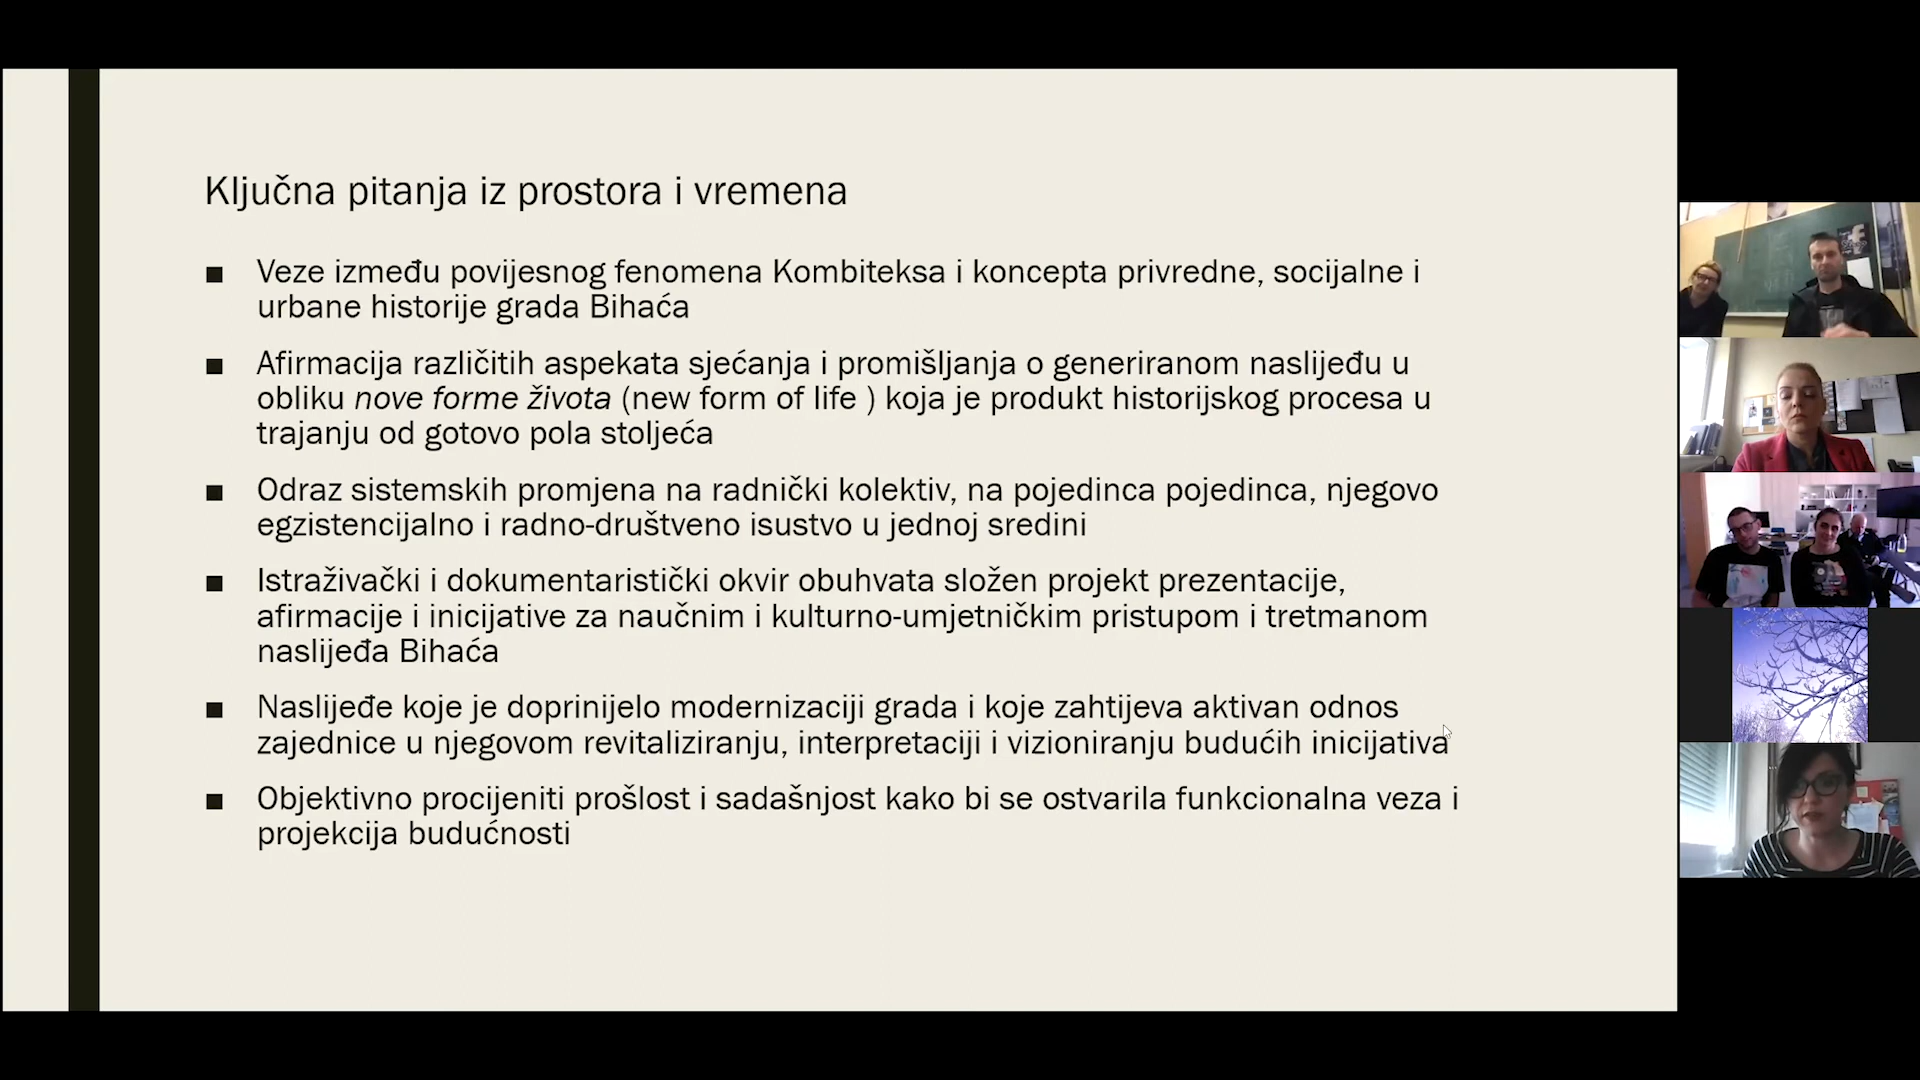 Ključna pitanja iz prostora i vremena
■ Veze između povijesnog fenomena Kombiteksa i koncepta privredne, socijalne i
urbane historije grada Bihaća
■ Afirmacija različitih aspekata sjećanja i promišljanja o generiranom naslijeđu u
obliku nove forme života (new form of life ) koja je produkt historijskog procesa u
trajanju od gotovo pola stoljeća
■ Odraz sistemskih promjena na radnički kolektiv, na pojedinca pojedinca, njegovo
egzistencijalno i radno-društveno isustvo u jednoj sredini
■ Istraživački i dokumentaristički okvir obuhvata složen projekt prezentacije,
afirmacije i inicijative za naučnim i kulturno-umjetničkim pristupom i tretmanom
naslijeđa Bihaća
■ Naslijeđe koje je doprinijelo modernizaciji grada i koje zahtijeva aktivan odnos
zajednice u njegovom revitaliziranju, interpretaciji i vizioniranju budućih inicijativa
■ Objektivno procijeniti prošlost i sadašnjost kako bi se ostvarila funkcionalna veza i
projekcija budućnosti